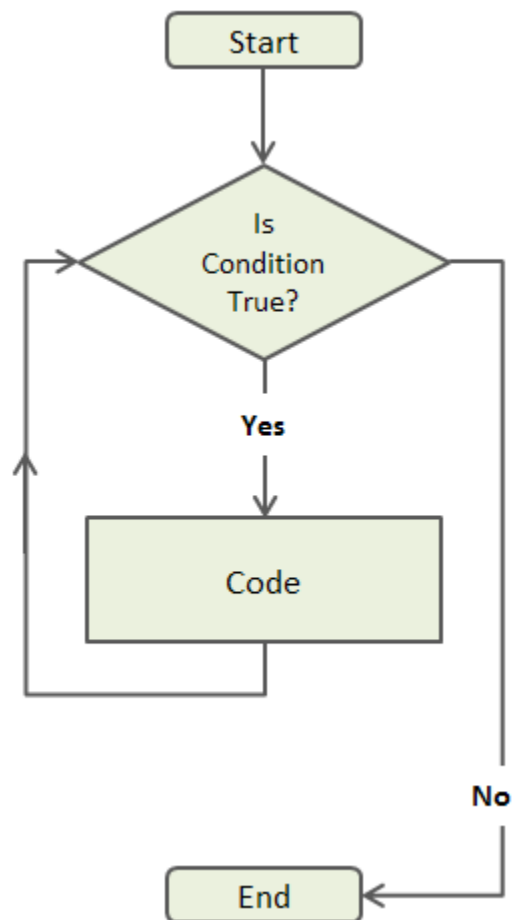 Start
Is
Condition
True?
Yes
Code
No
End